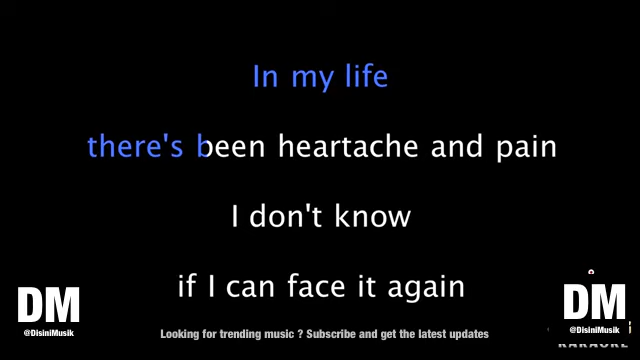 In my life
there's been heartache and pain
I don't know
if I can face it again
DM
@DisiniMusik
DM
@DisiniMusik
Looking for trending music ? Subscribe and get the latest updates
KARAOKE